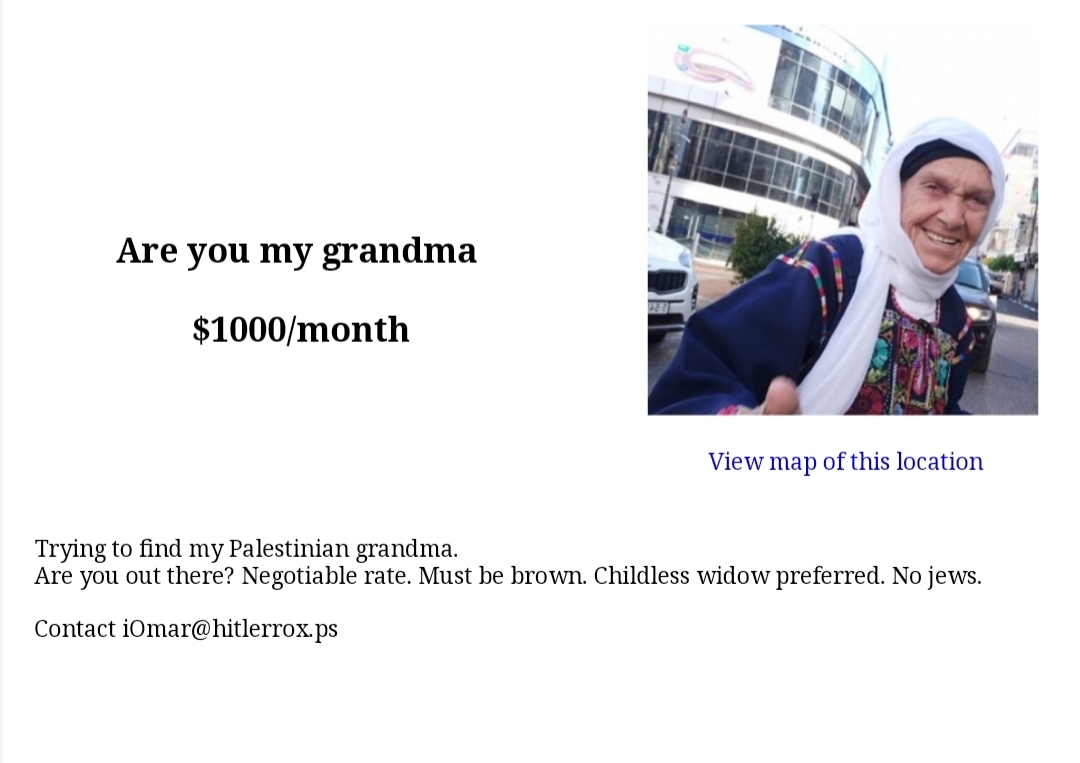 Are you my grandma
$1000/month
View map of this location
Trying to find my Palestinian grandma.
Are you out there? Negotiable rate. Must be brown. Childless widow preferred. No jews.
Contact iOmar@hitlerrox.ps